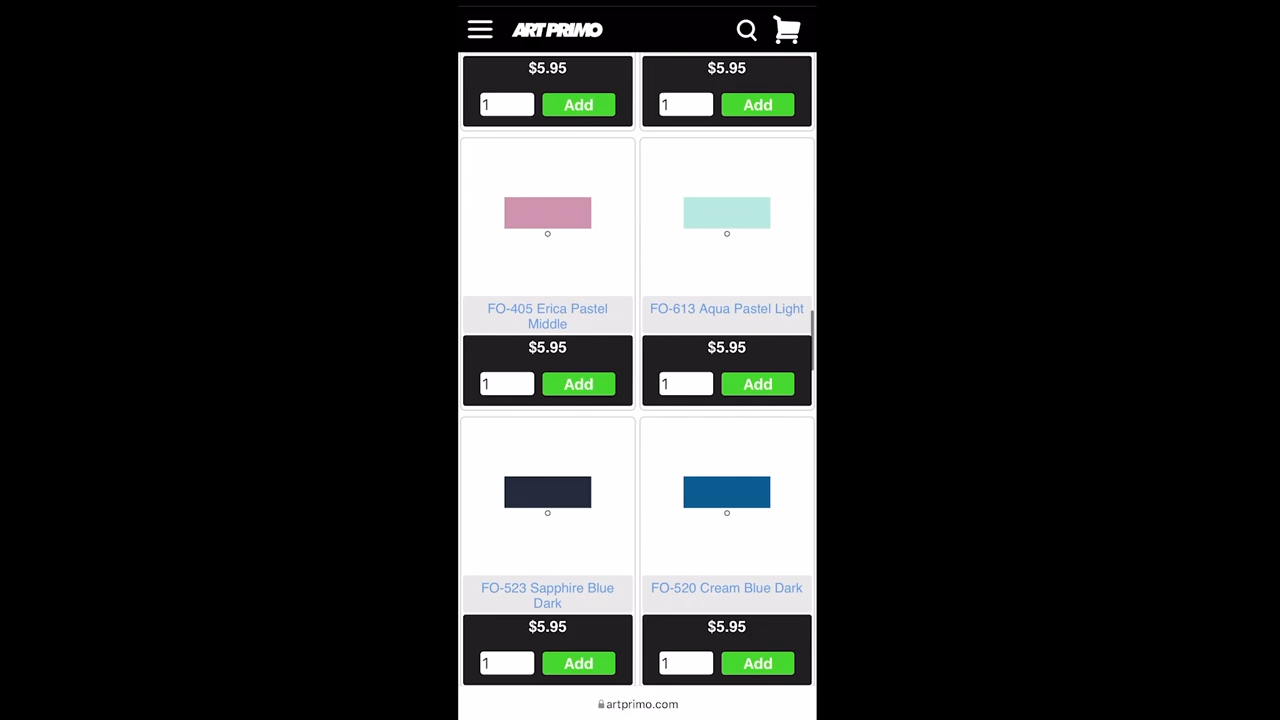 ART PRIMO
$5.95 $5.95
1 Add 1 Add
FO-405 Erica Pastel FO-613 Aqua Pastel Light
Middle
$5.95 $5.95
1 Add 1 Add
FO-523 Sapphire Blue FO-520 Cream Blue Dark
Dark
$5.95 $5.95
1 Add 1 Add
artprimo.com